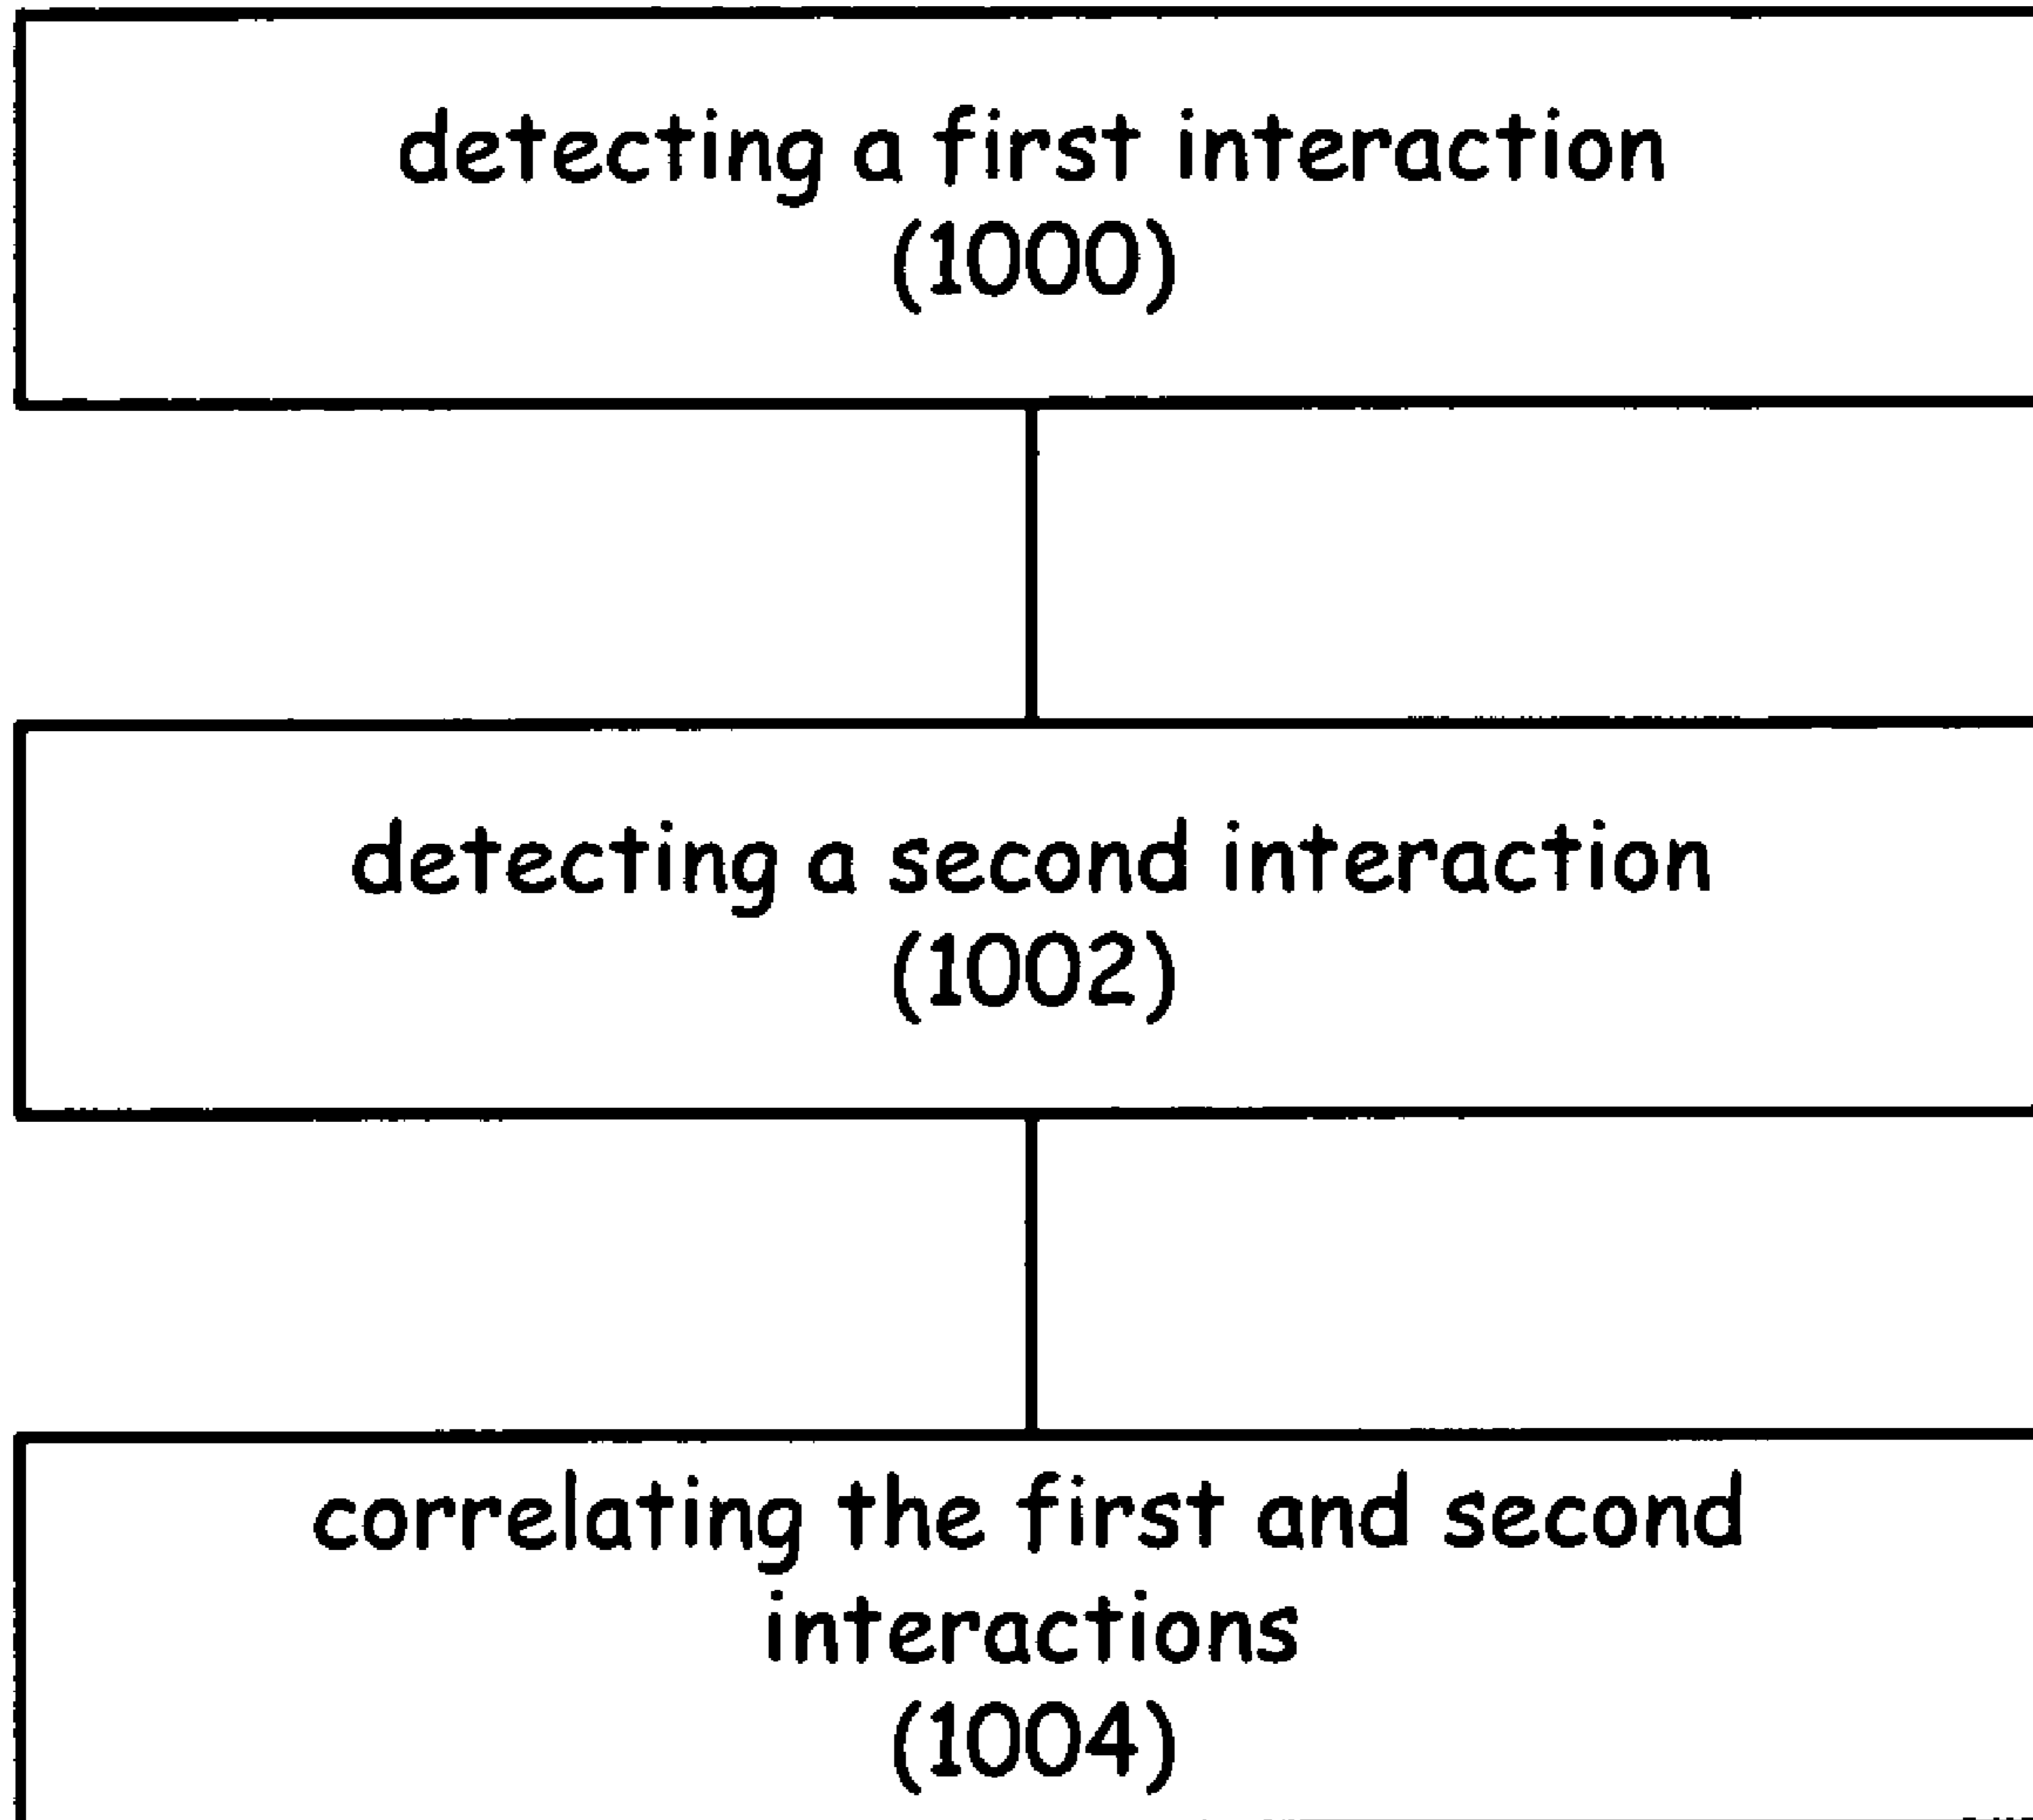 detecting a first interaction
(1000)
detecting a second interaction
(1002)
correlating the first and second
interactions
(1004)